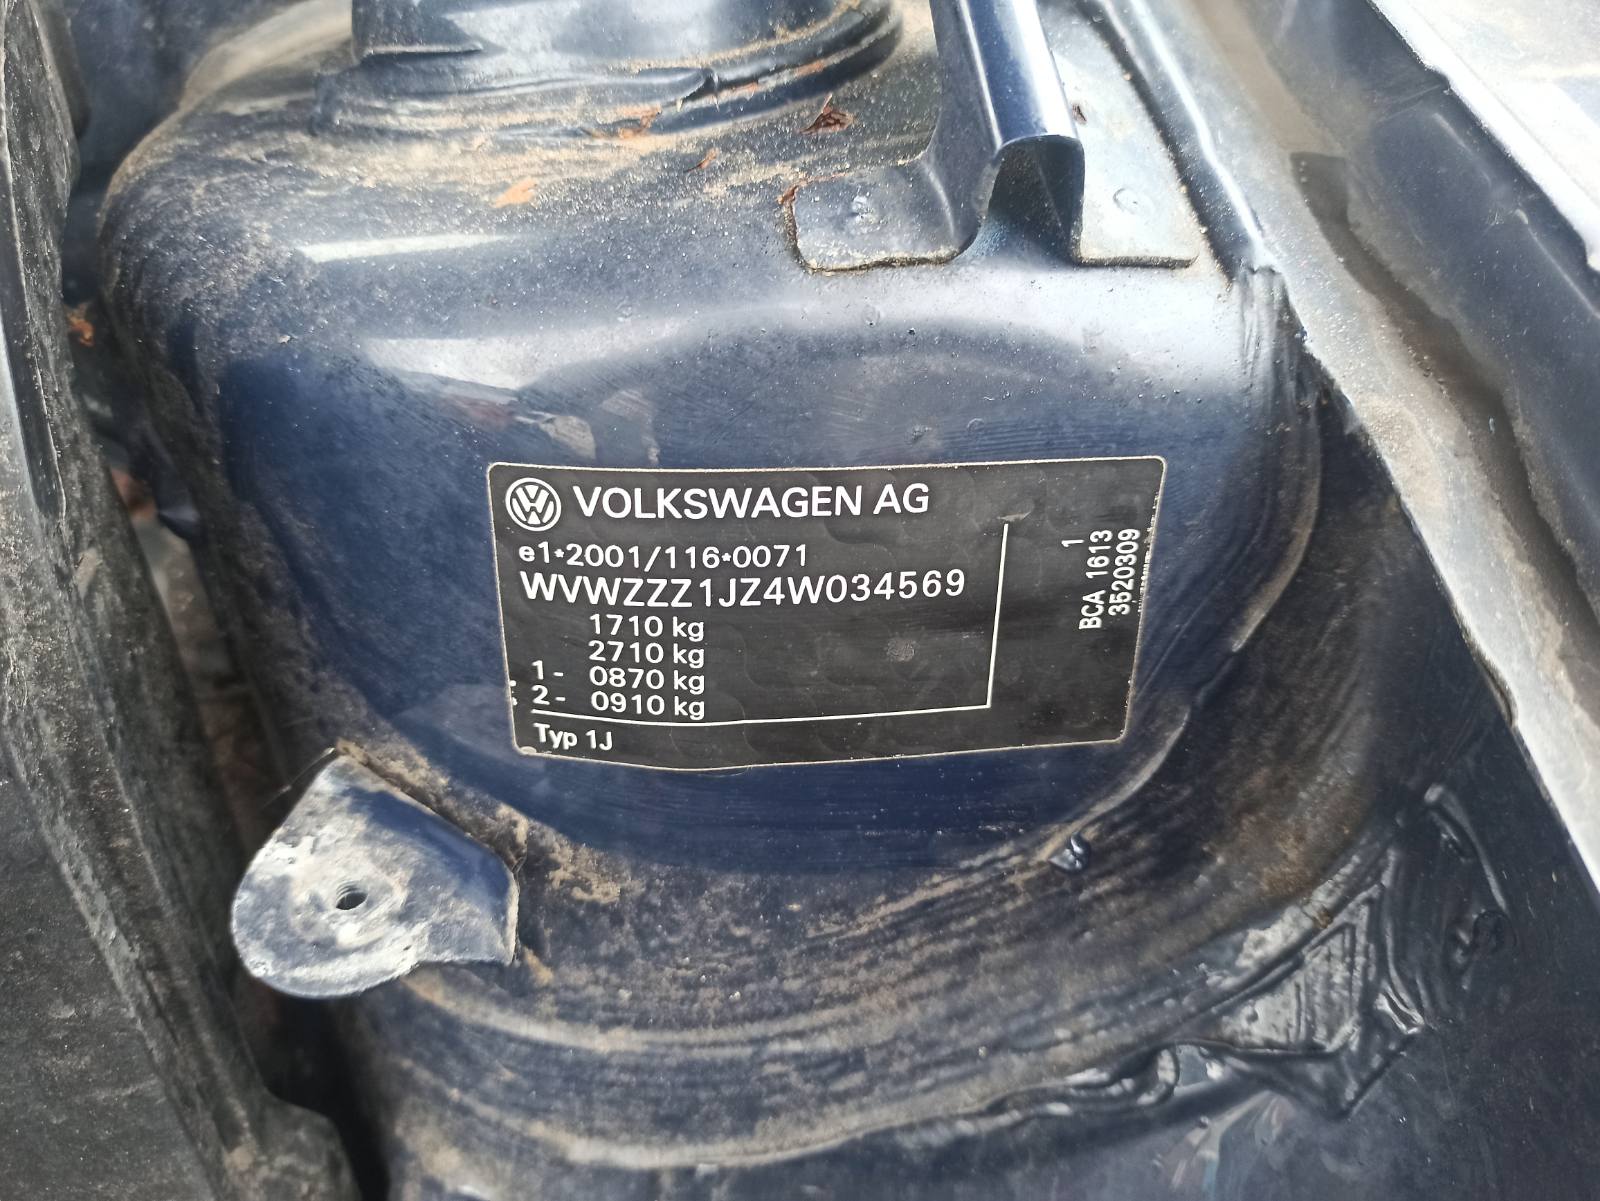 VOLKSWAGEN AG
e1*2001/116*0071
WVWZZZ1JZ4W034569
1710 kg
2710 kg
1- 0870 kg
2- 0910 kg
Typ 1J
1
BCA 1613
3520309